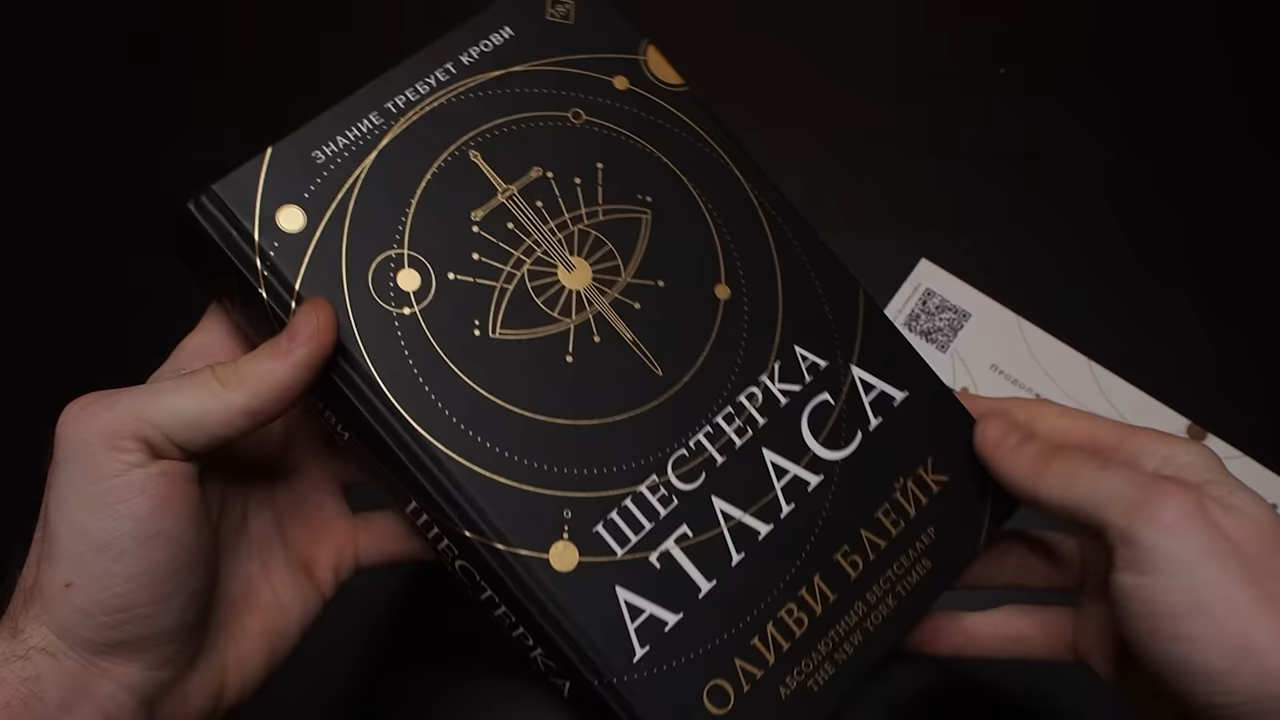 ЗНАНИЕ ТРЕБУЕТ КРОВИ
ШЕСТЕРКА
АТЛАСА
ОЛИВИ БЛЕЙК
АБСОЛЮТНЫЙ БЕСТСЕЛЛЕР
THE NEW YORK TIMES
ШЕСТЕРКА